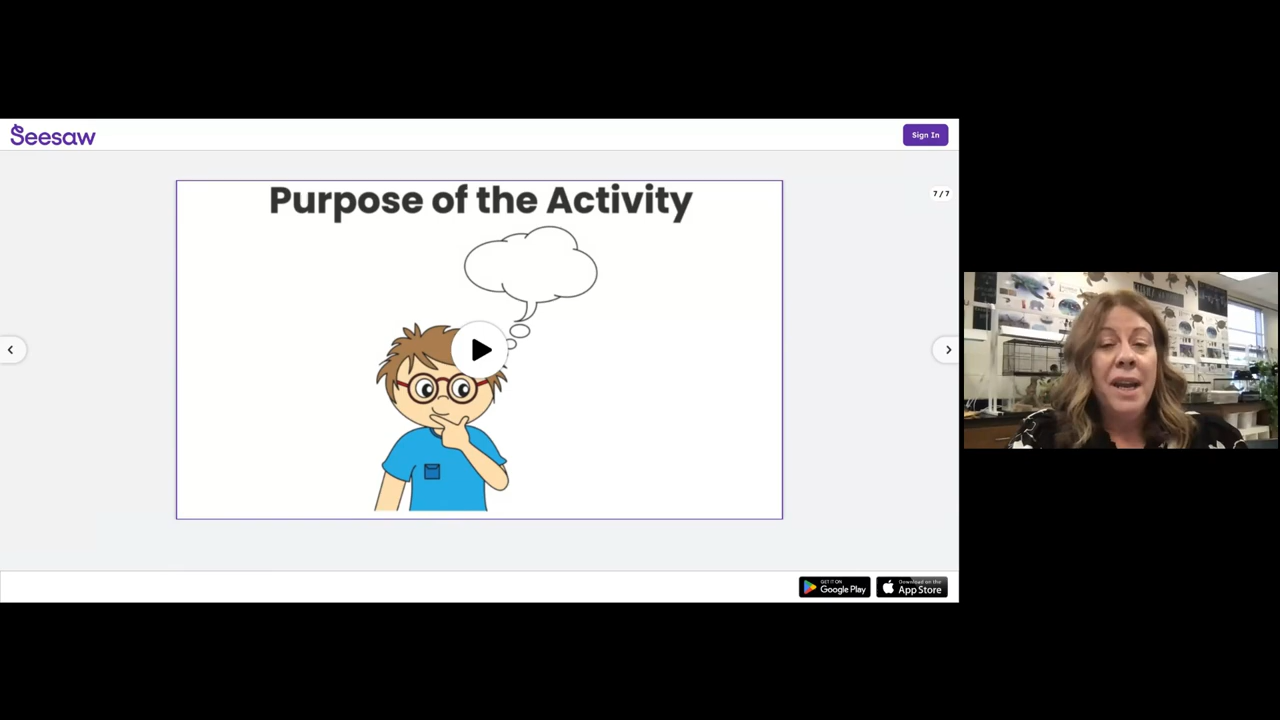 Seesaw
Sign In
Purpose of the Activity
7 / 7
GET IT ON
Google Play
Download on the
App Store